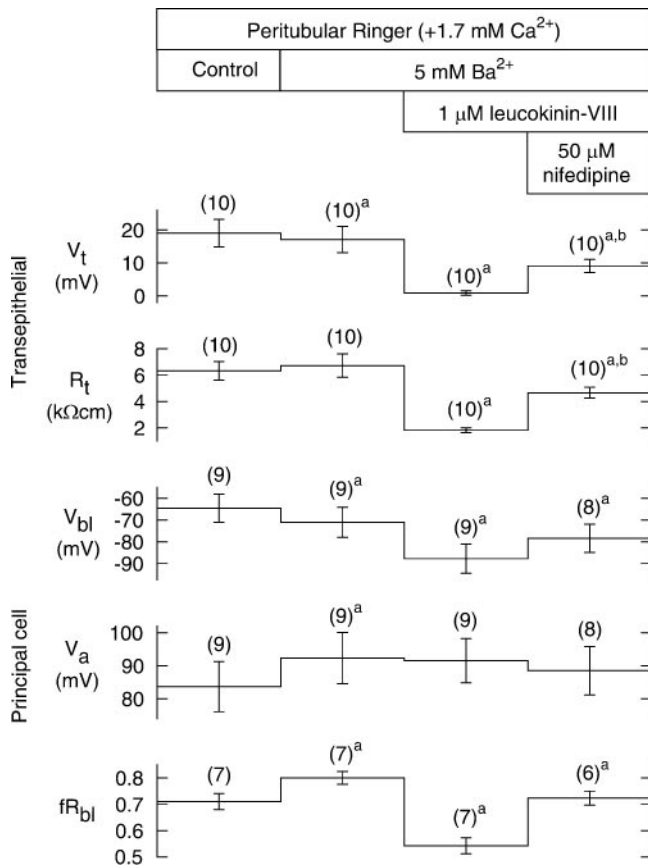 Peritubular Ringer (+1.7 mM Ca²⁺)
Control
5 mM Ba²⁺
1 μM leucokinin-VIII
50 μM
nifedipine
Transepithelial
Vt
(mV)
20
10
0
(10)
(10)ᵃ
(10)ᵃ
(10)ᵃ,ᵇ
Rt
(kΩcm)
8
6
4
2
(10)
(10)
(10)ᵃ
(10)ᵃ,ᵇ
Principal cell
Vbl
(mV)
-60
-70
-80
-90
(9)
(9)ᵃ
(9)ᵃ
(8)ᵃ
Va
(mV)
100
90
80
(9)
(9)ᵃ
(9)
(8)
fRbl
0.8
0.7
0.6
0.5
(7)
(7)ᵃ
(7)ᵃ
(6)ᵃ